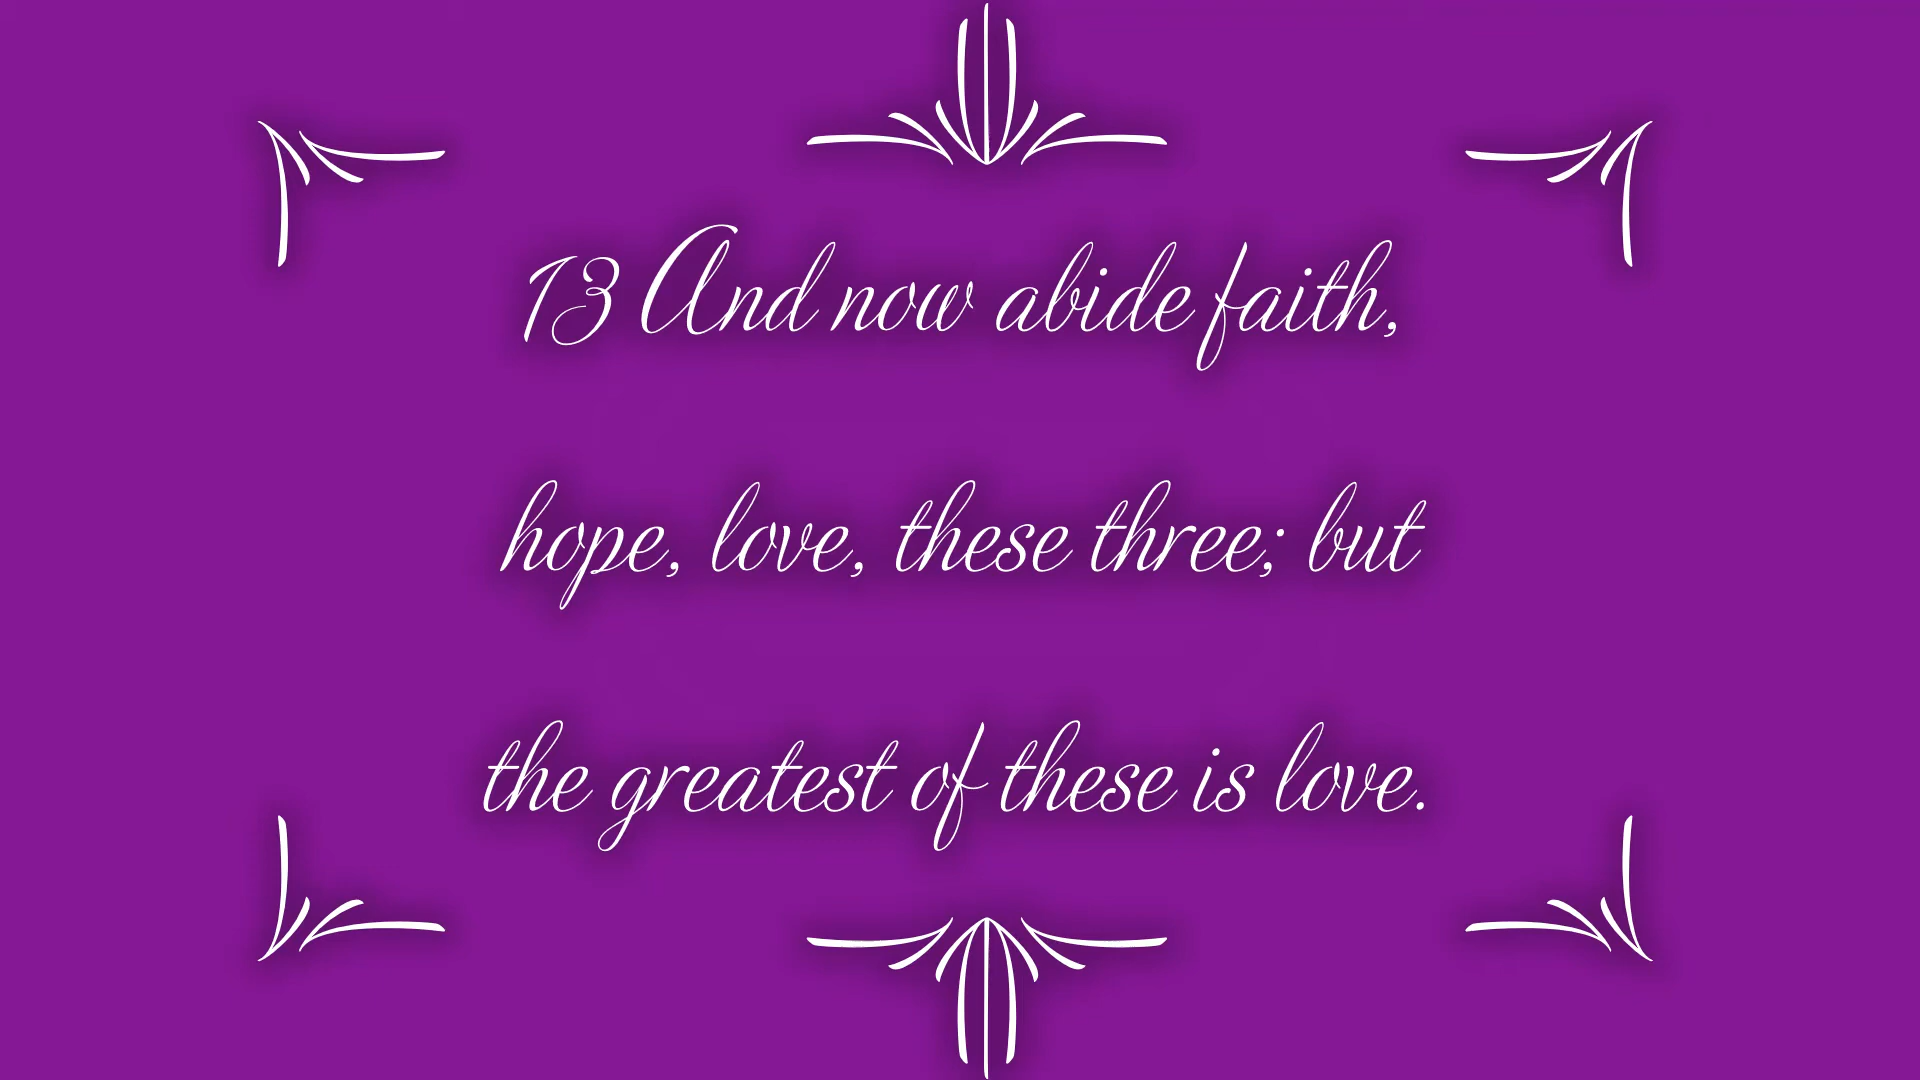 13 And now abide faith,
hope, love, these three; but
the greatest of these is love.